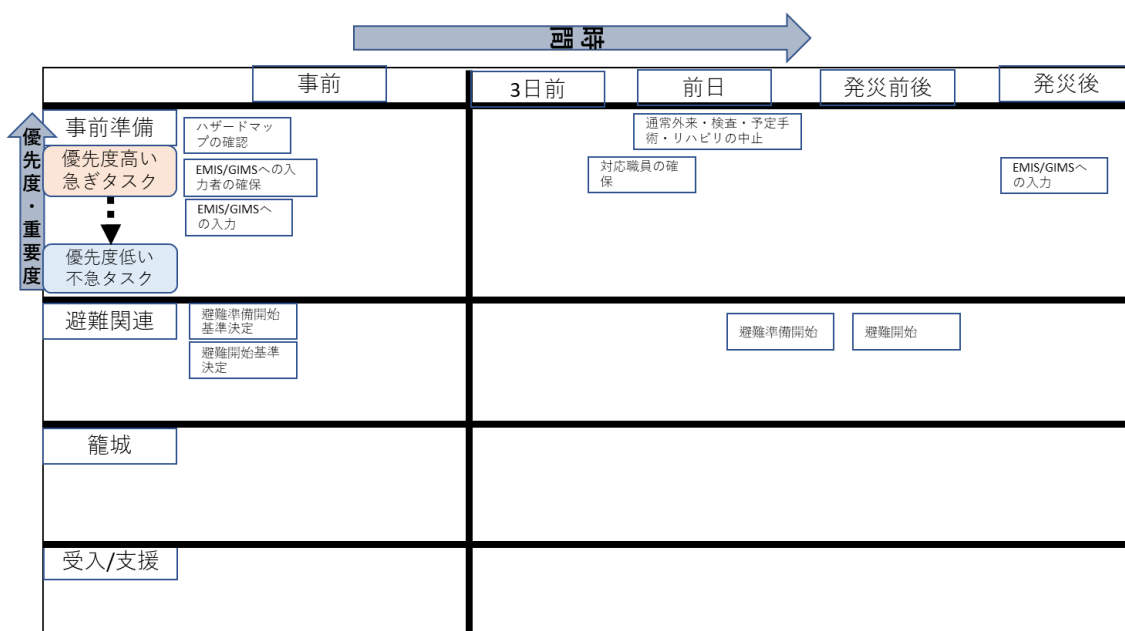 時間
事前
3日前
前日
発災前後
発災後
優先度・重要度
事前準備
ハザードマッ
プの確認
通常外来・検査・予定手
術・リハビリの中止
優先度高い
急ぎタスク
EMIS/GIMSへの入
力者の確保
対応職員の確
保
EMIS/GIMSへ
の入力
EMIS/GIMSへ
の入力
優先度低い
不急タスク
避難関連
避難準備開始
基準決定
避難開始基準
決定
避難準備開始
避難開始
籠城
受入/支援